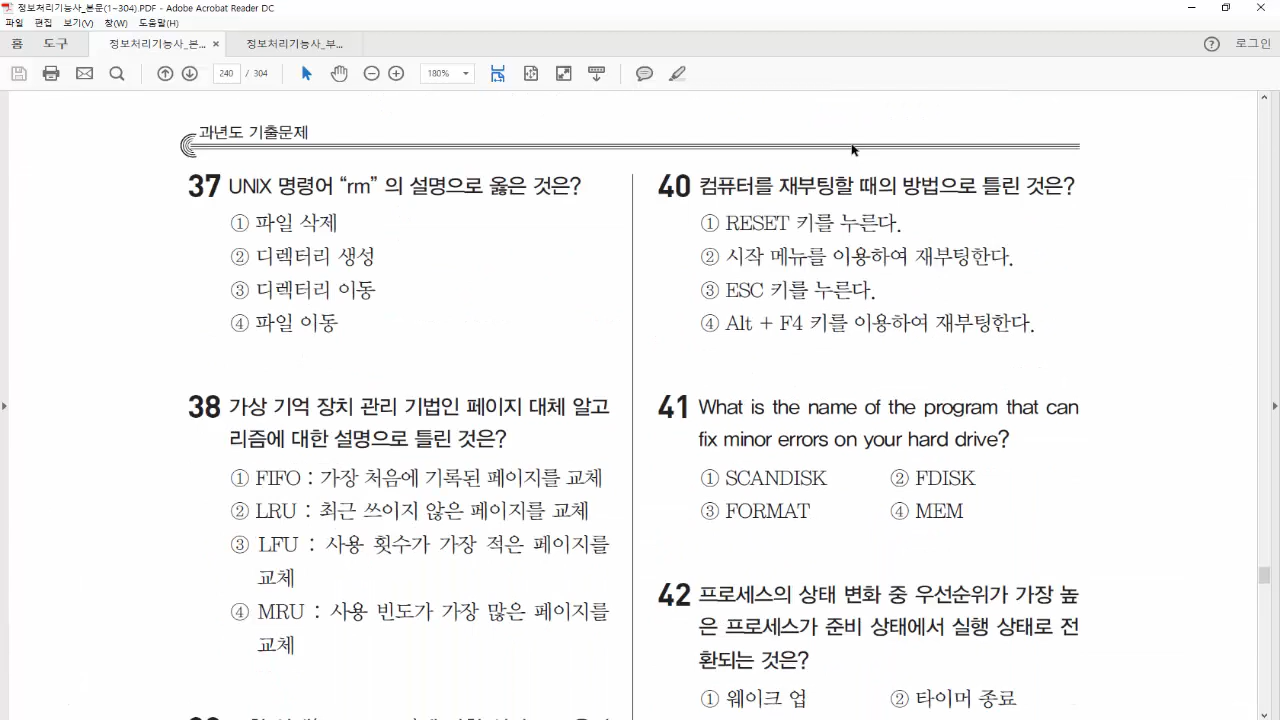 정보처리기능사_본문(1~304).PDF - Adobe Acrobat Reader DC
파일 편집 보기(V) 창(W) 도움말(H)
홈 도구 정보처리기능사_본... × 정보처리기능사_부... 로그인
240 / 304 180%
과년도 기출문제
37 UNIX 명령어 “rm” 의 설명으로 옳은 것은?
① 파일 삭제
② 디렉터리 생성
③ 디렉터리 이동
④ 파일 이동
38 가상 기억 장치 관리 기법인 페이지 대체 알고
리즘에 대한 설명으로 틀린 것은?
① FIFO : 가장 처음에 기록된 페이지를 교체
② LRU : 최근 쓰이지 않은 페이지를 교체
③ LFU : 사용 횟수가 가장 적은 페이지를
교체
④ MRU : 사용 빈도가 가장 많은 페이지를
교체
40 컴퓨터를 재부팅할 때의 방법으로 틀린 것은?
① RESET 키를 누른다.
② 시작 메뉴를 이용하여 재부팅한다.
③ ESC 키를 누른다.
④ Alt + F4 키를 이용하여 재부팅한다.
41 What is the name of the program that can
fix minor errors on your hard drive?
① SCANDISK ② FDISK
③ FORMAT ④ MEM
42 프로세스의 상태 변화 중 우선순위가 가장 높
은 프로세스가 준비 상태에서 실행 상태로 전
환되는 것은?
① 웨이크 업 ② 타이머 종료